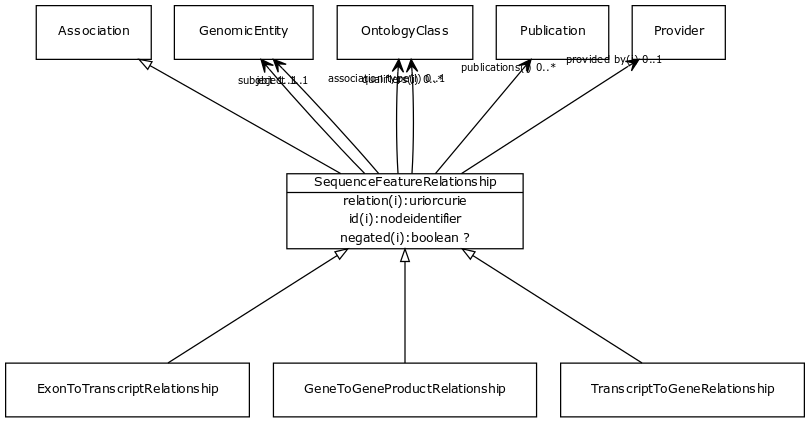 Association
GenomicEntity
OntologyClass
Publication
Provider
provided by(i) 0..1
publications(i) 0..*
association type(i) 0..1
qualifiers(i) 0..*
subject 1..1
object 1..1
SequenceFeatureRelationship
relation(i):uriorcurie
id(i):nodeidentifier
negated(i):boolean ?
ExonToTranscriptRelationship
GeneToGeneProductRelationship
TranscriptToGeneRelationship